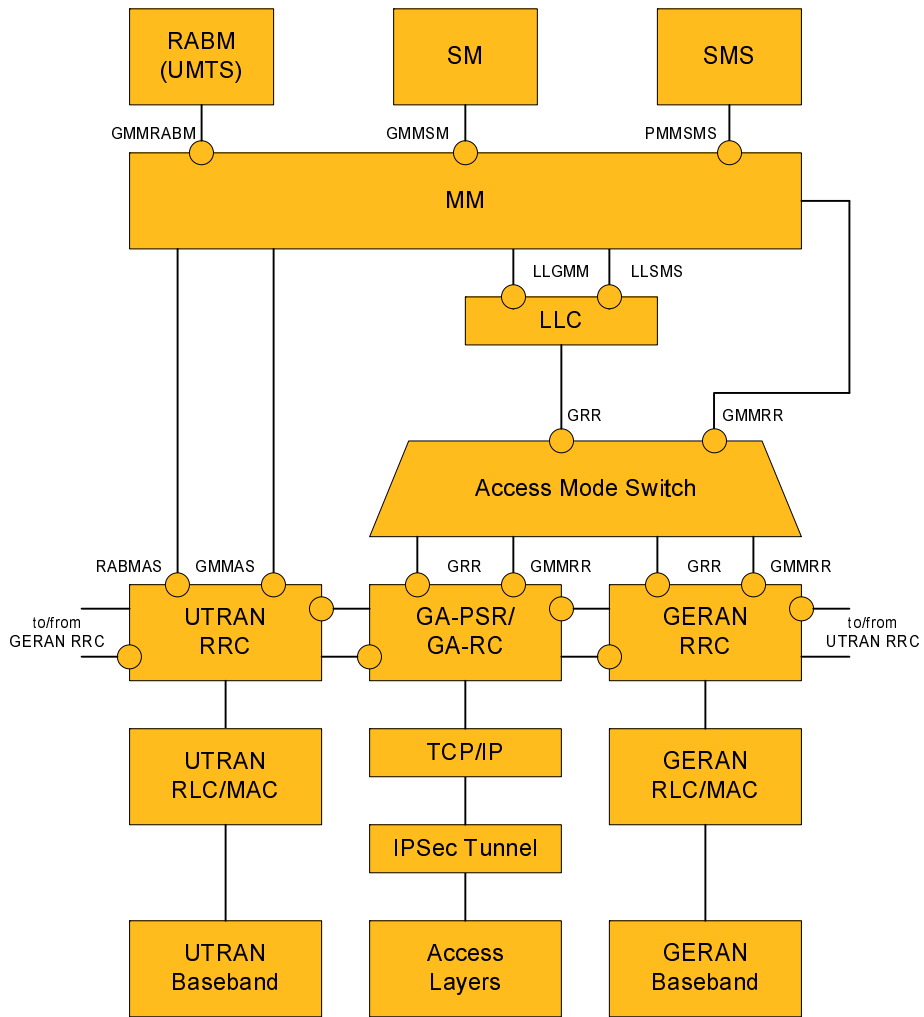 RABM
(UMTS)
SM
SMS
GMMRABM
GMMSM
PMMSMS
MM
LLGMM
LLSMS
LLC
GRR
GMMRR
Access Mode Switch
RABMAS
GMMAS
GRR
GMMRR
GRR
GMMRR
to/from
GERAN RRC
UTRAN
RRC
GA-PSR/
GA-RC
GERAN
RRC
to/from
UTRAN RRC
UTRAN
RLC/MAC
TCP/IP
GERAN
RLC/MAC
IPSec Tunnel
UTRAN
Baseband
Access
Layers
GERAN
Baseband